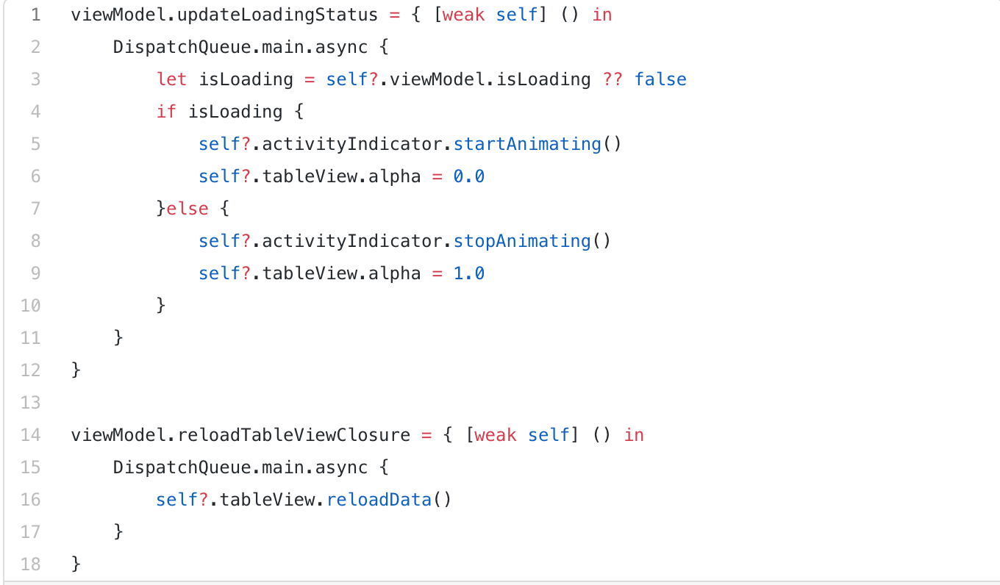 1 viewModel.updateLoadingStatus = { [weak self] () in
2     DispatchQueue.main.async {
3         let isLoading = self?.viewModel.isLoading ?? false
4         if isLoading {
5             self?.activityIndicator.startAnimating()
6             self?.tableView.alpha = 0.0
7         }else {
8             self?.activityIndicator.stopAnimating()
9             self?.tableView.alpha = 1.0
10         }
11     }
12 }
13
14 viewModel.reloadTableViewClosure = { [weak self] () in
15     DispatchQueue.main.async {
16         self?.tableView.reloadData()
17     }
18 }